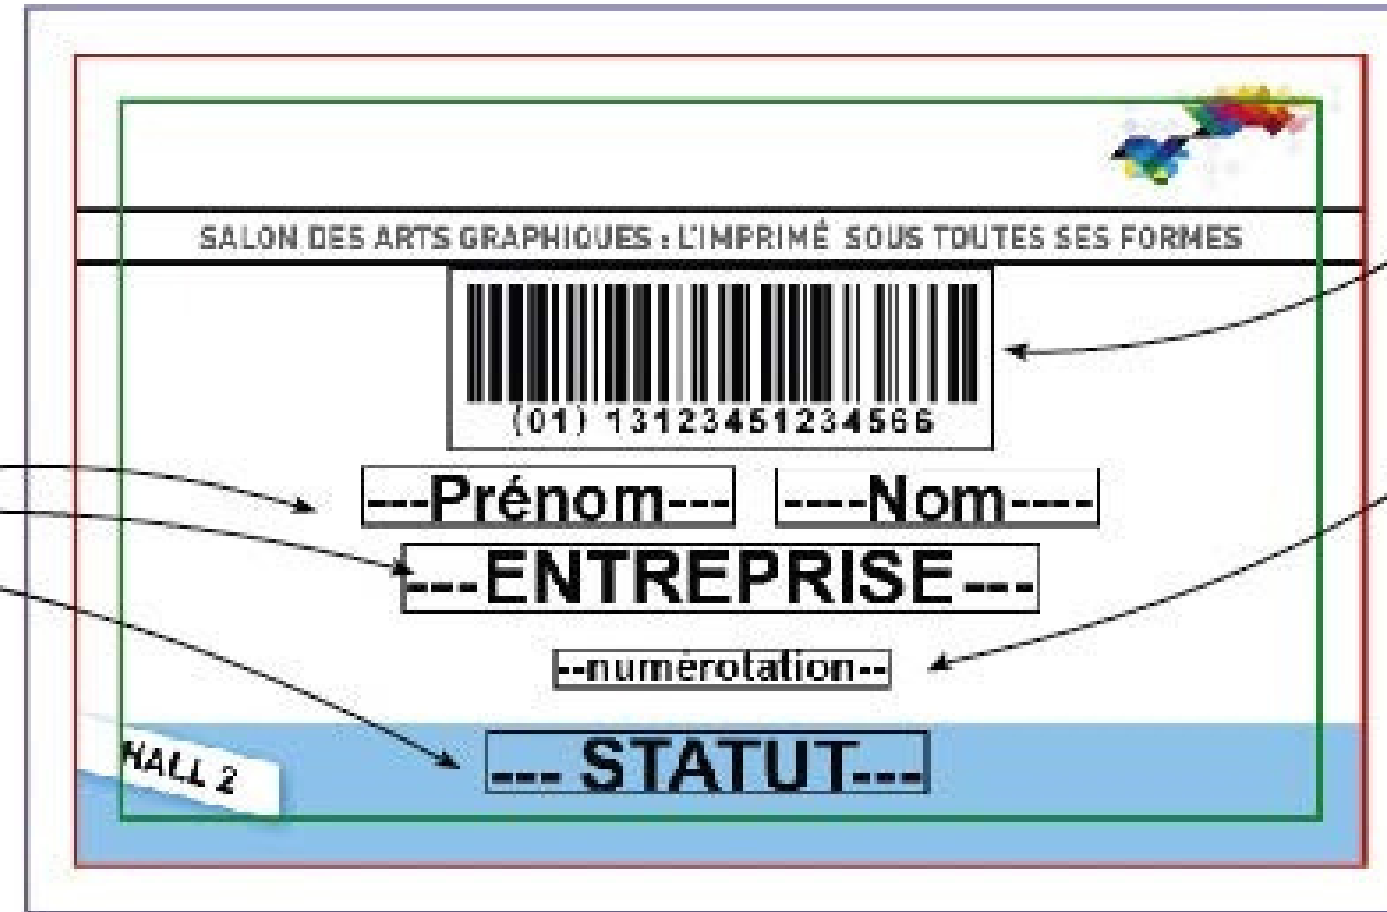 SALON DES ARTS GRAPHIQUES : L'IMPRIMÉ SOUS TOUTES SES FORMES
(01) 13123451234566
---Prénom--- ----Nom----
---ENTREPRISE---
--numérotation--
HALL 2
--- STATUT---